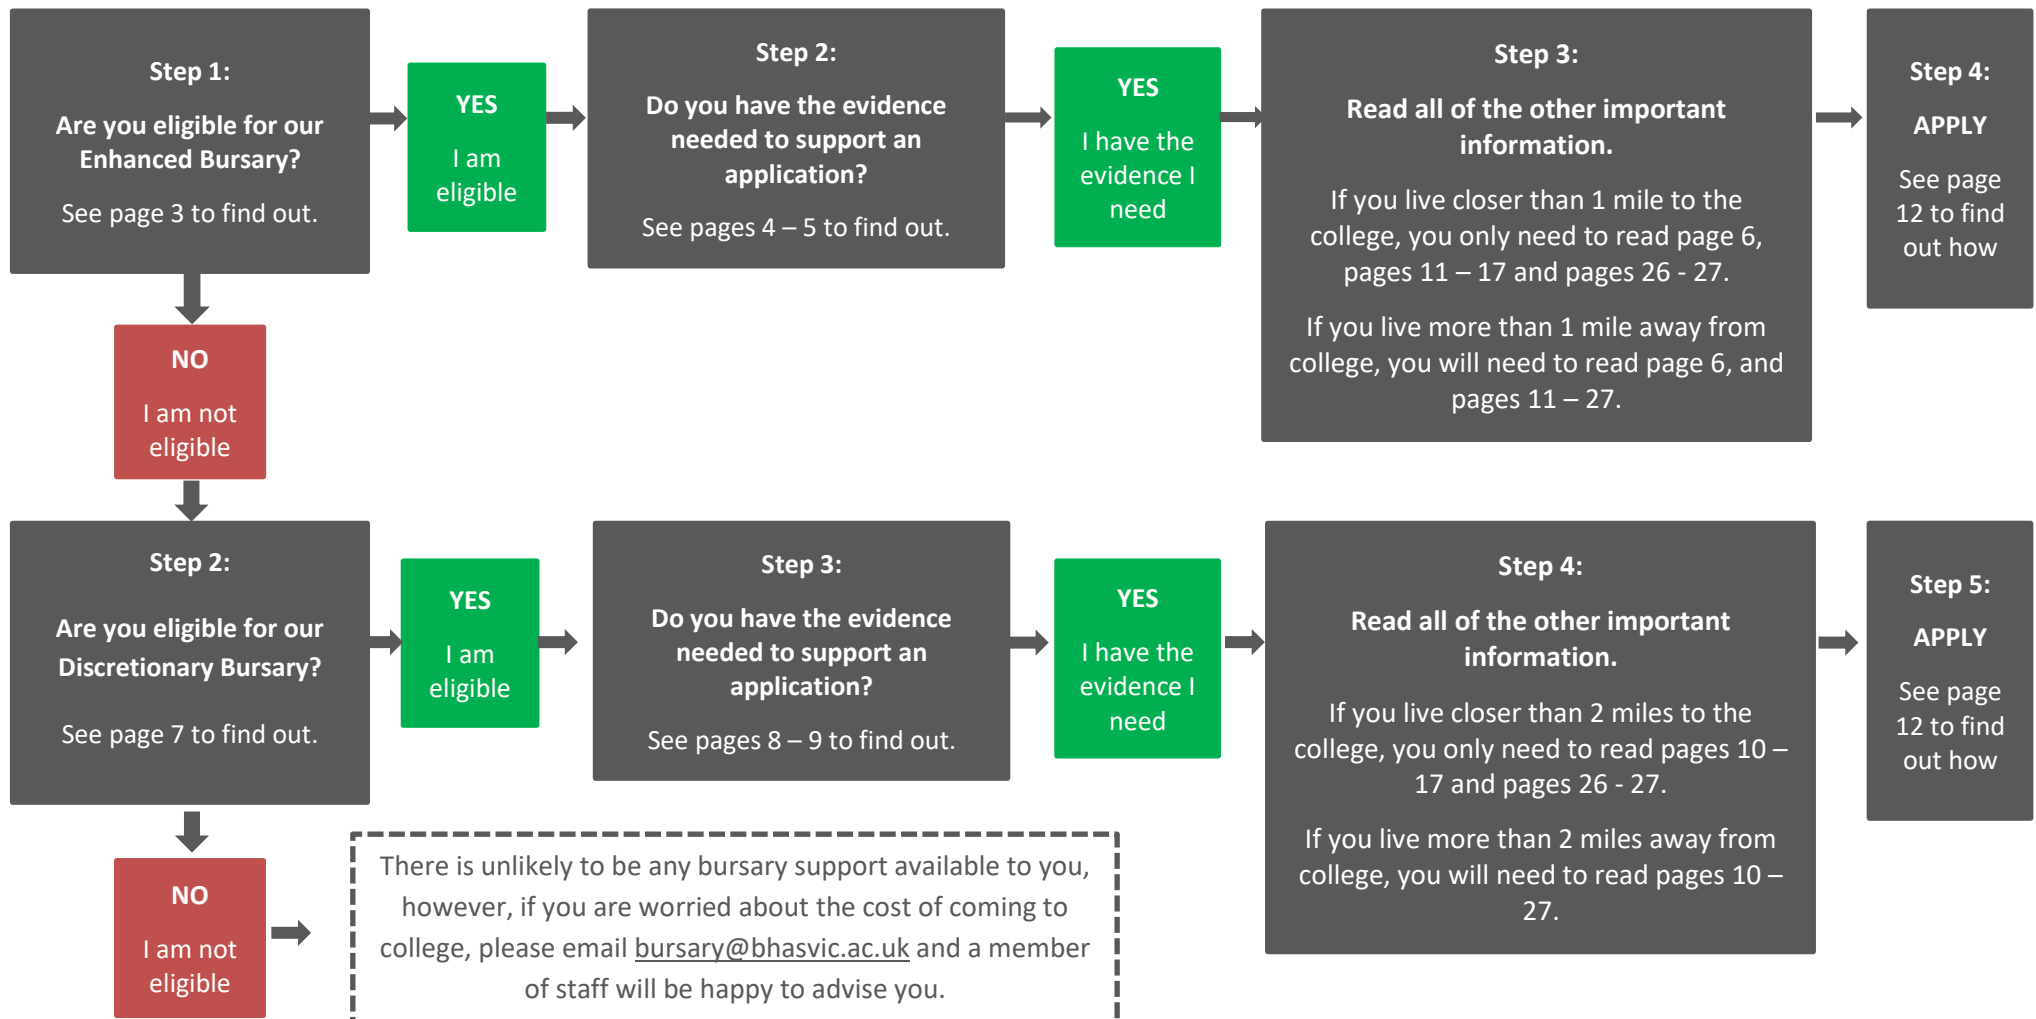 Step 1:
Are you eligible for our
Enhanced Bursary?
See page 3 to find out.
YES
I am
eligible
Step 2:
Do you have the evidence
needed to support an
application?
See pages 4 – 5 to find out.
YES
I have the
evidence I
need
Step 3:
Read all of the other important
information.
If you live closer than 1 mile to the
college, you only need to read page 6,
pages 11 – 17 and pages 26 - 27.
If you live more than 1 mile away from
college, you will need to read page 6, and
pages 11 – 27.
Step 4:
APPLY
See page
12 to find
out how
NO
I am not
eligible
Step 2:
Are you eligible for our
Discretionary Bursary?
See page 7 to find out.
YES
I am
eligible
Step 3:
Do you have the evidence
needed to support an
application?
See pages 8 – 9 to find out.
YES
I have the
evidence I
need
Step 4:
Read all of the other important
information.
If you live closer than 2 miles to the
college, you only need to read pages 10 –
17 and pages 26 - 27.
If you live more than 2 miles away from
college, you will need to read pages 10 –
27.
Step 5:
APPLY
See page
12 to find
out how
NO
I am not
eligible
There is unlikely to be any bursary support available to you,
however, if you are worried about the cost of coming to
college, please email bursary@bhasvic.ac.uk and a member
of staff will be happy to advise you.